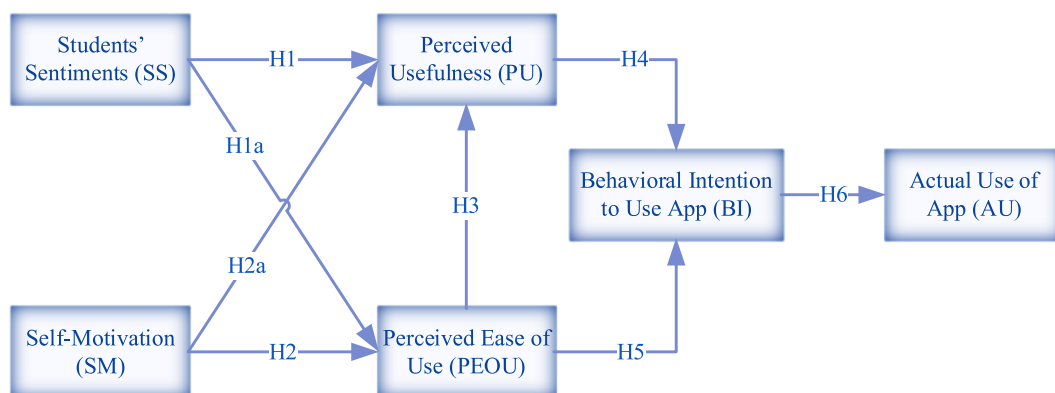 Students’
Sentiments (SS)
H1
Perceived
Usefulness (PU)
H4
H1a
Behavioral Intention
to Use App (BI)
H6
Actual Use of
App (AU)
H3
H2a
Self-Motivation
(SM)
H2
Perceived Ease of
Use (PEOU)
H5